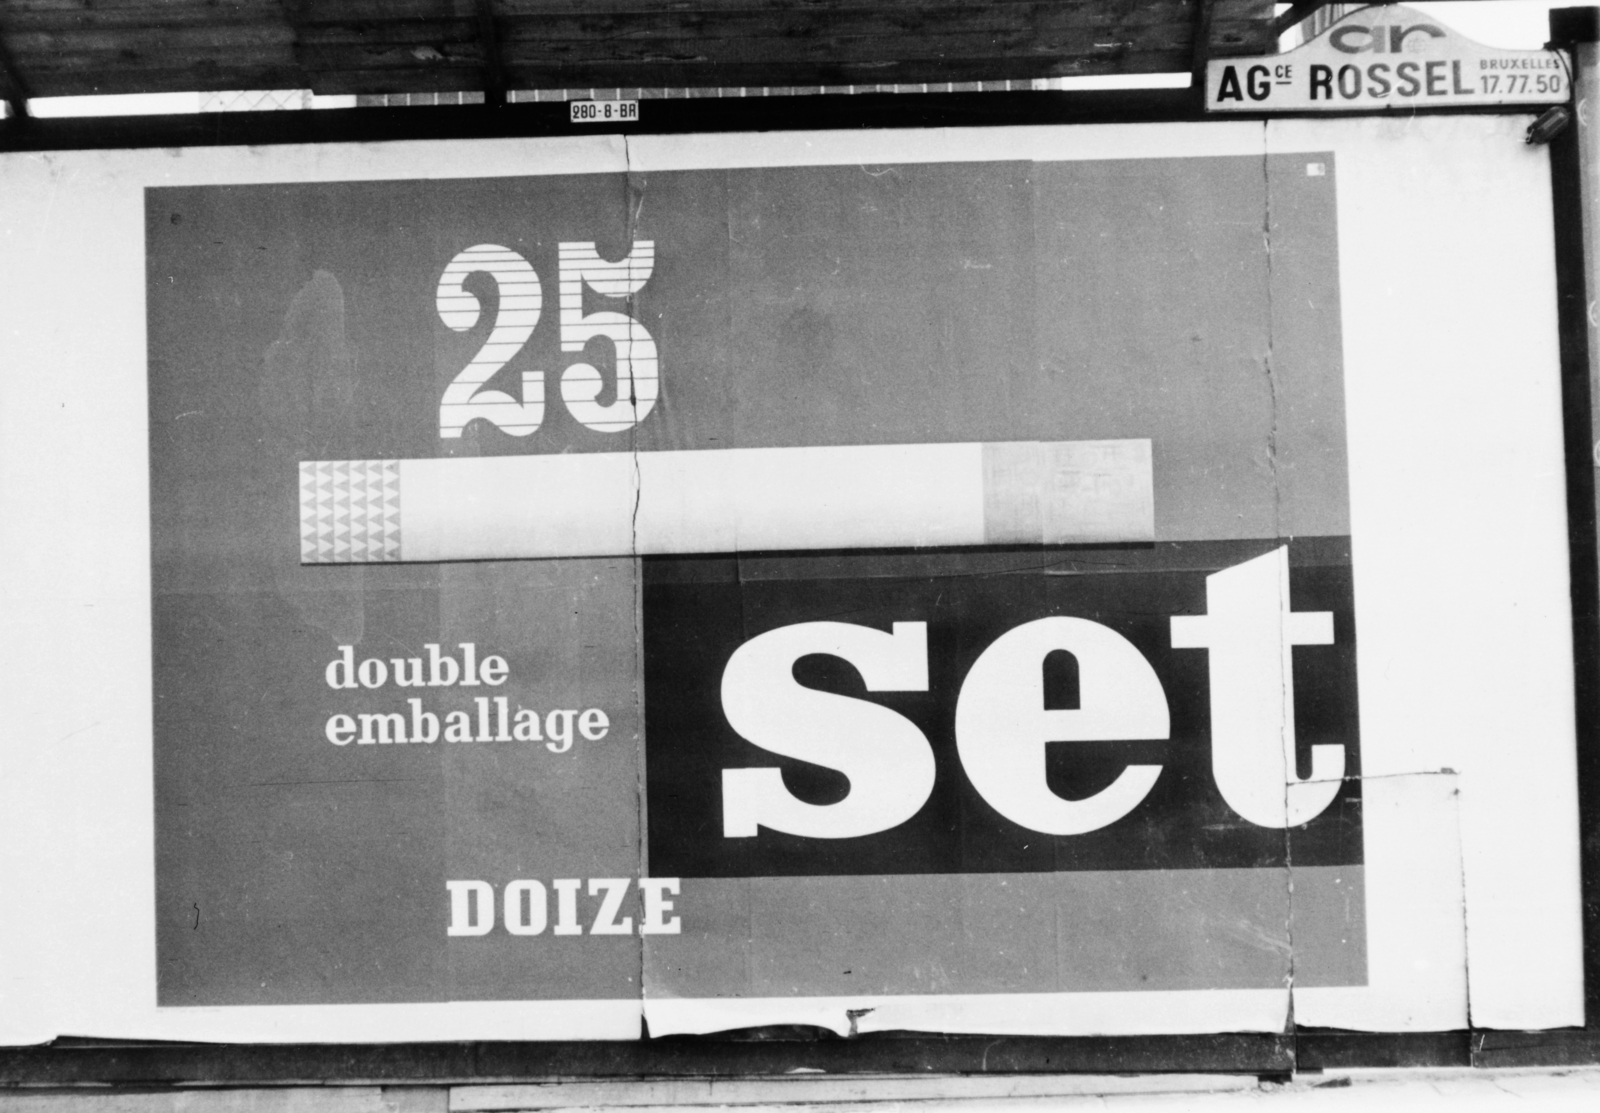 ar
AGCE ROSSEL BRUXELLES 17.77.50
280-8-BR
25
double
emballage
set
DOIZE